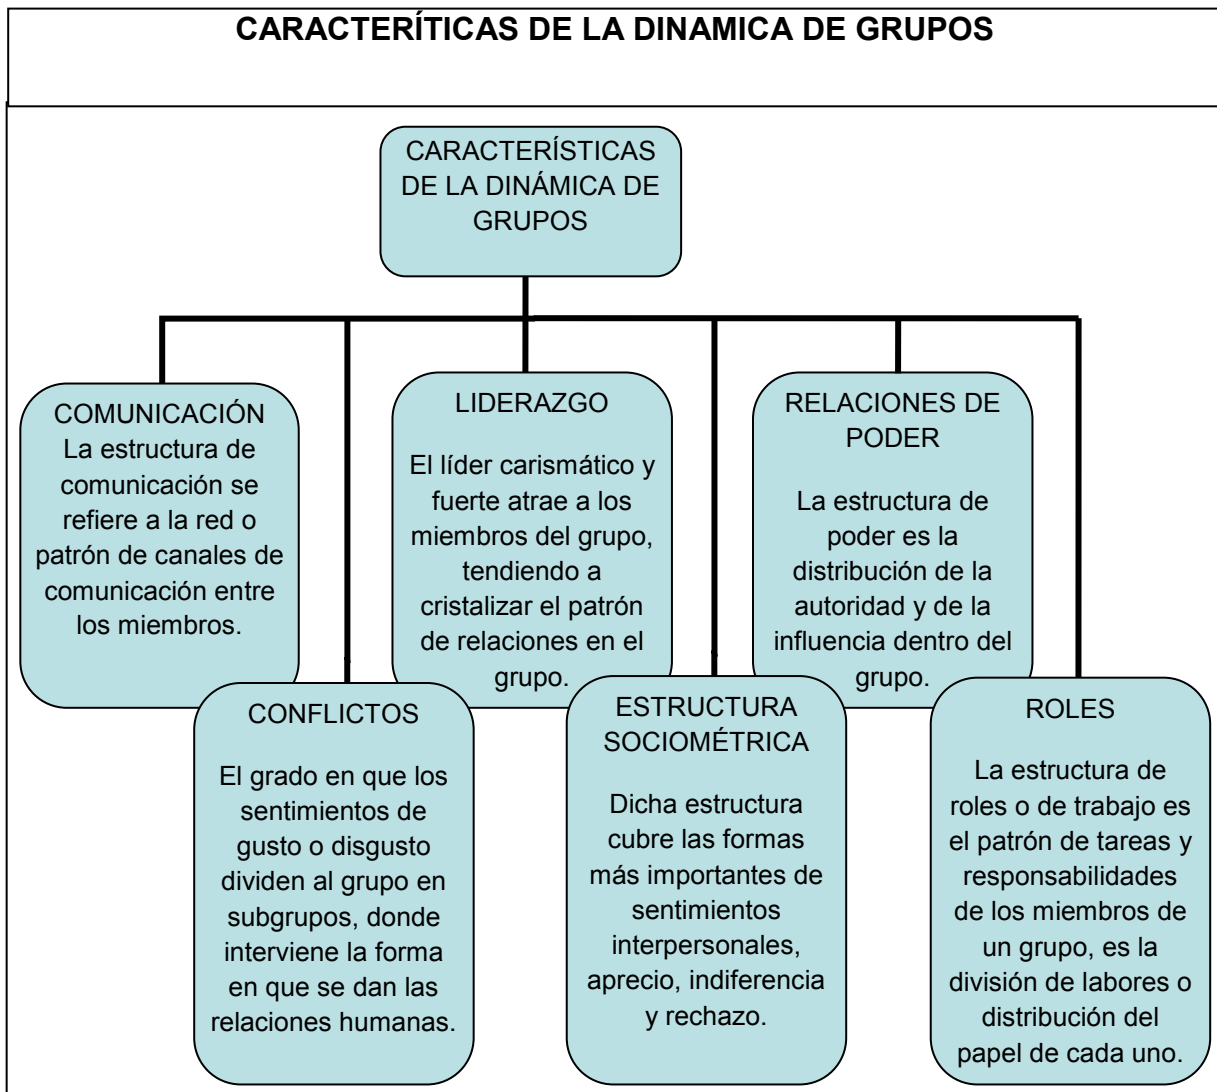 CARACTERÍTICAS DE LA DINAMICA DE GRUPOS
CARACTERÍSTICAS
DE LA DINÁMICA DE
GRUPOS
COMUNICACIÓN
La estructura de
comunicación se
refiere a la red o
patrón de canales de
comunicación entre
los miembros.
LIDERAZGO
El líder carismático y
fuerte atrae a los
miembros del grupo,
tendiendo a
cristalizar el patrón
de relaciones en el
grupo.
RELACIONES DE
PODER
La estructura de
poder es la
distribución de la
autoridad y de la
influencia dentro del
grupo.
CONFLICTOS
El grado en que los
sentimientos de
gusto o disgusto
dividen al grupo en
subgrupos, donde
interviene la forma
en que se dan las
relaciones humanas.
ESTRUCTURA
SOCIOMÉTRICA
Dicha estructura
cubre las formas
más importantes de
sentimientos
interpersonales,
aprecio, indiferencia
y rechazo.
ROLES
La estructura de
roles o de trabajo es
el patrón de tareas y
responsabilidades
de los miembros de
un grupo, es la
división de labores o
distribución del
papel de cada uno.